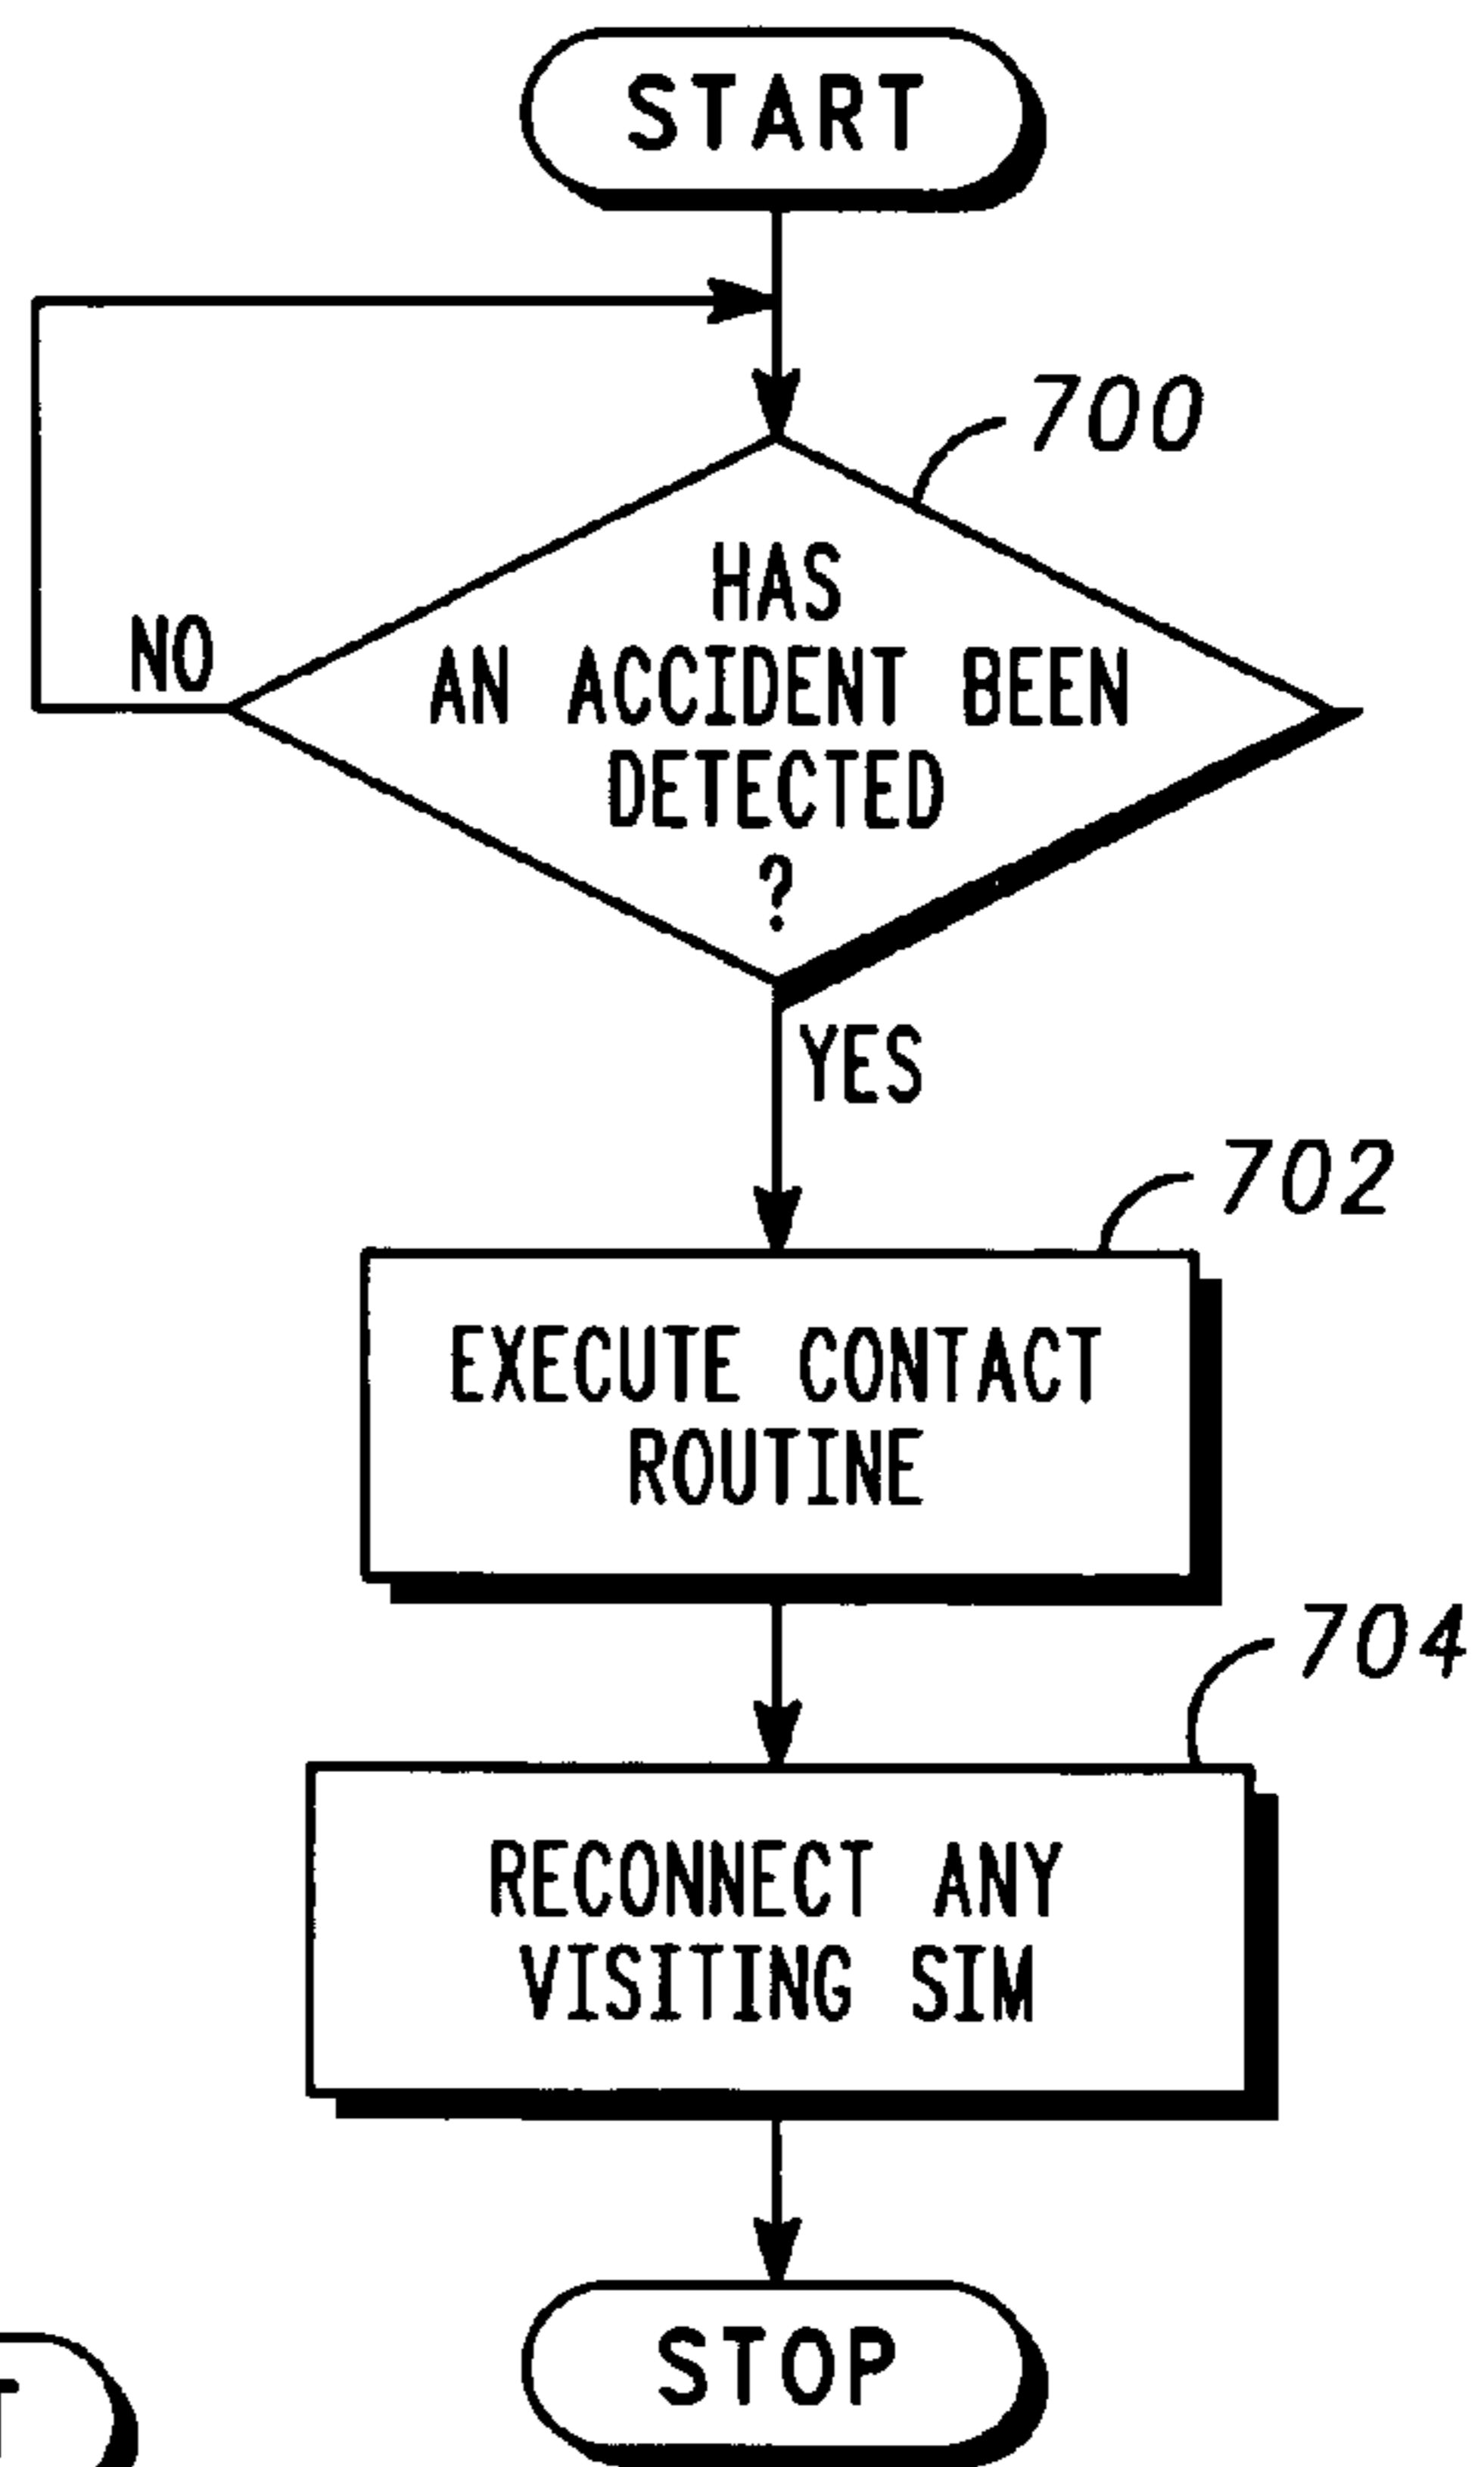 START
700
HAS
AN ACCIDENT BEEN
DETECTED
?
NO
YES
702
EXECUTE CONTACT
ROUTINE
704
RECONNECT ANY
VISITING SIM
STOP
T